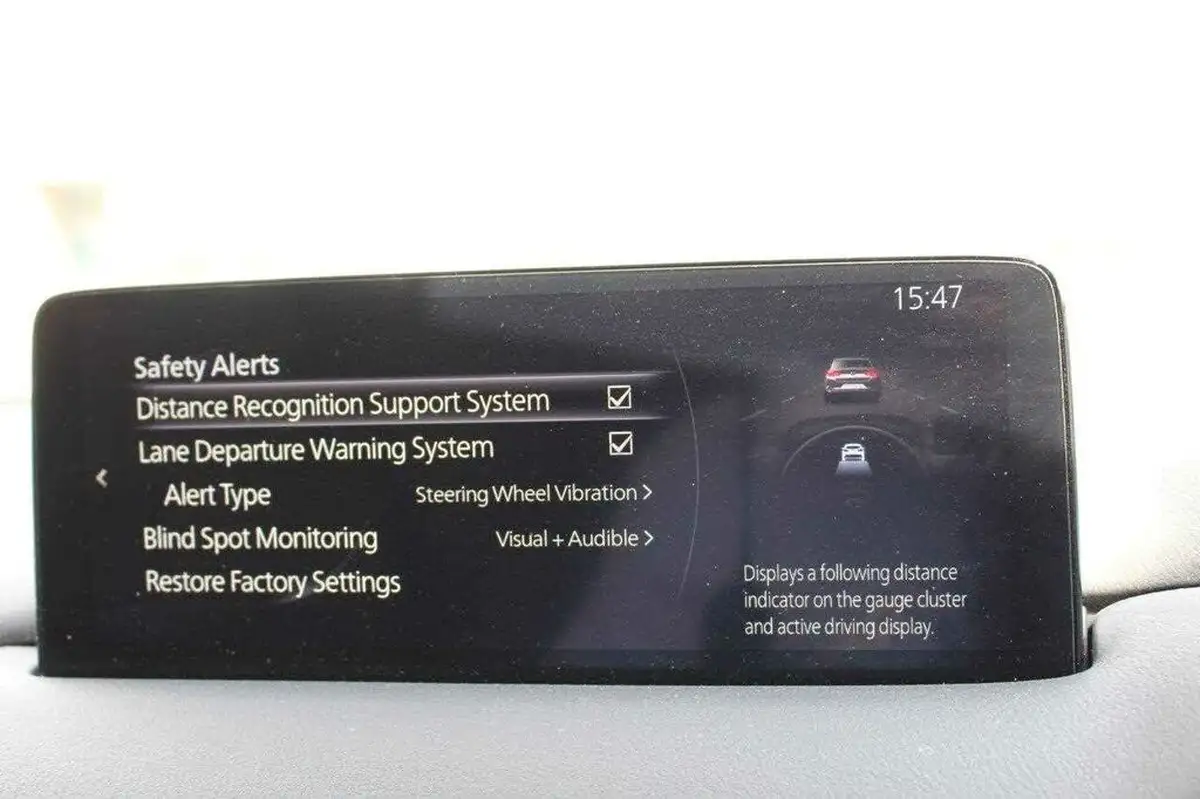 15:47
Safety Alerts
Distance Recognition Support System
Lane Departure Warning System
Alert Type Steering Wheel Vibration >
Blind Spot Monitoring Visual + Audible >
Restore Factory Settings
Displays a following distance
indicator on the gauge cluster
and active driving display.